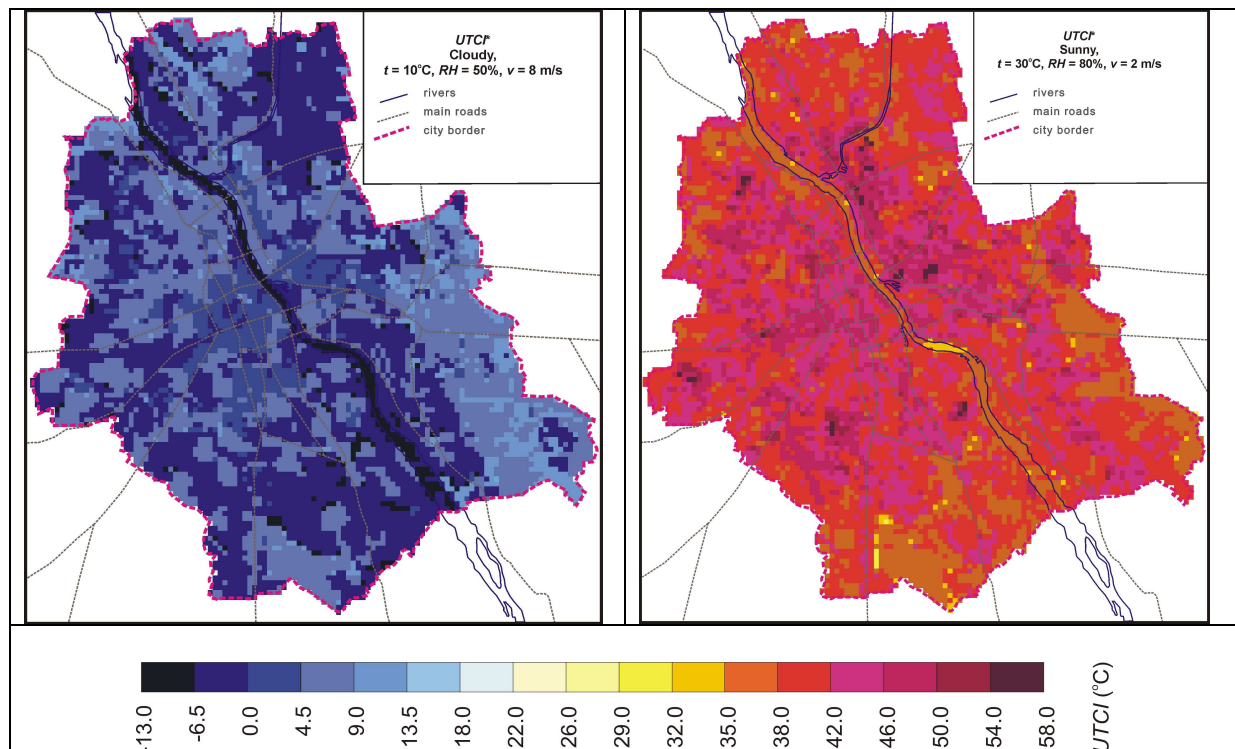 UTCI*
Cloudy,
t = 10°C, RH = 50%, v = 8 m/s
rivers
main roads
city border
UTCI*
Sunny,
t = 30°C, RH = 80%, v = 2 m/s
rivers
main roads
city border
-13.0
-6.5
0.0
4.5
9.0
13.5
18.0
22.0
26.0
29.0
32.0
35.0
38.0
42.0
46.0
50.0
54.0
58.0
UTCI (°C)